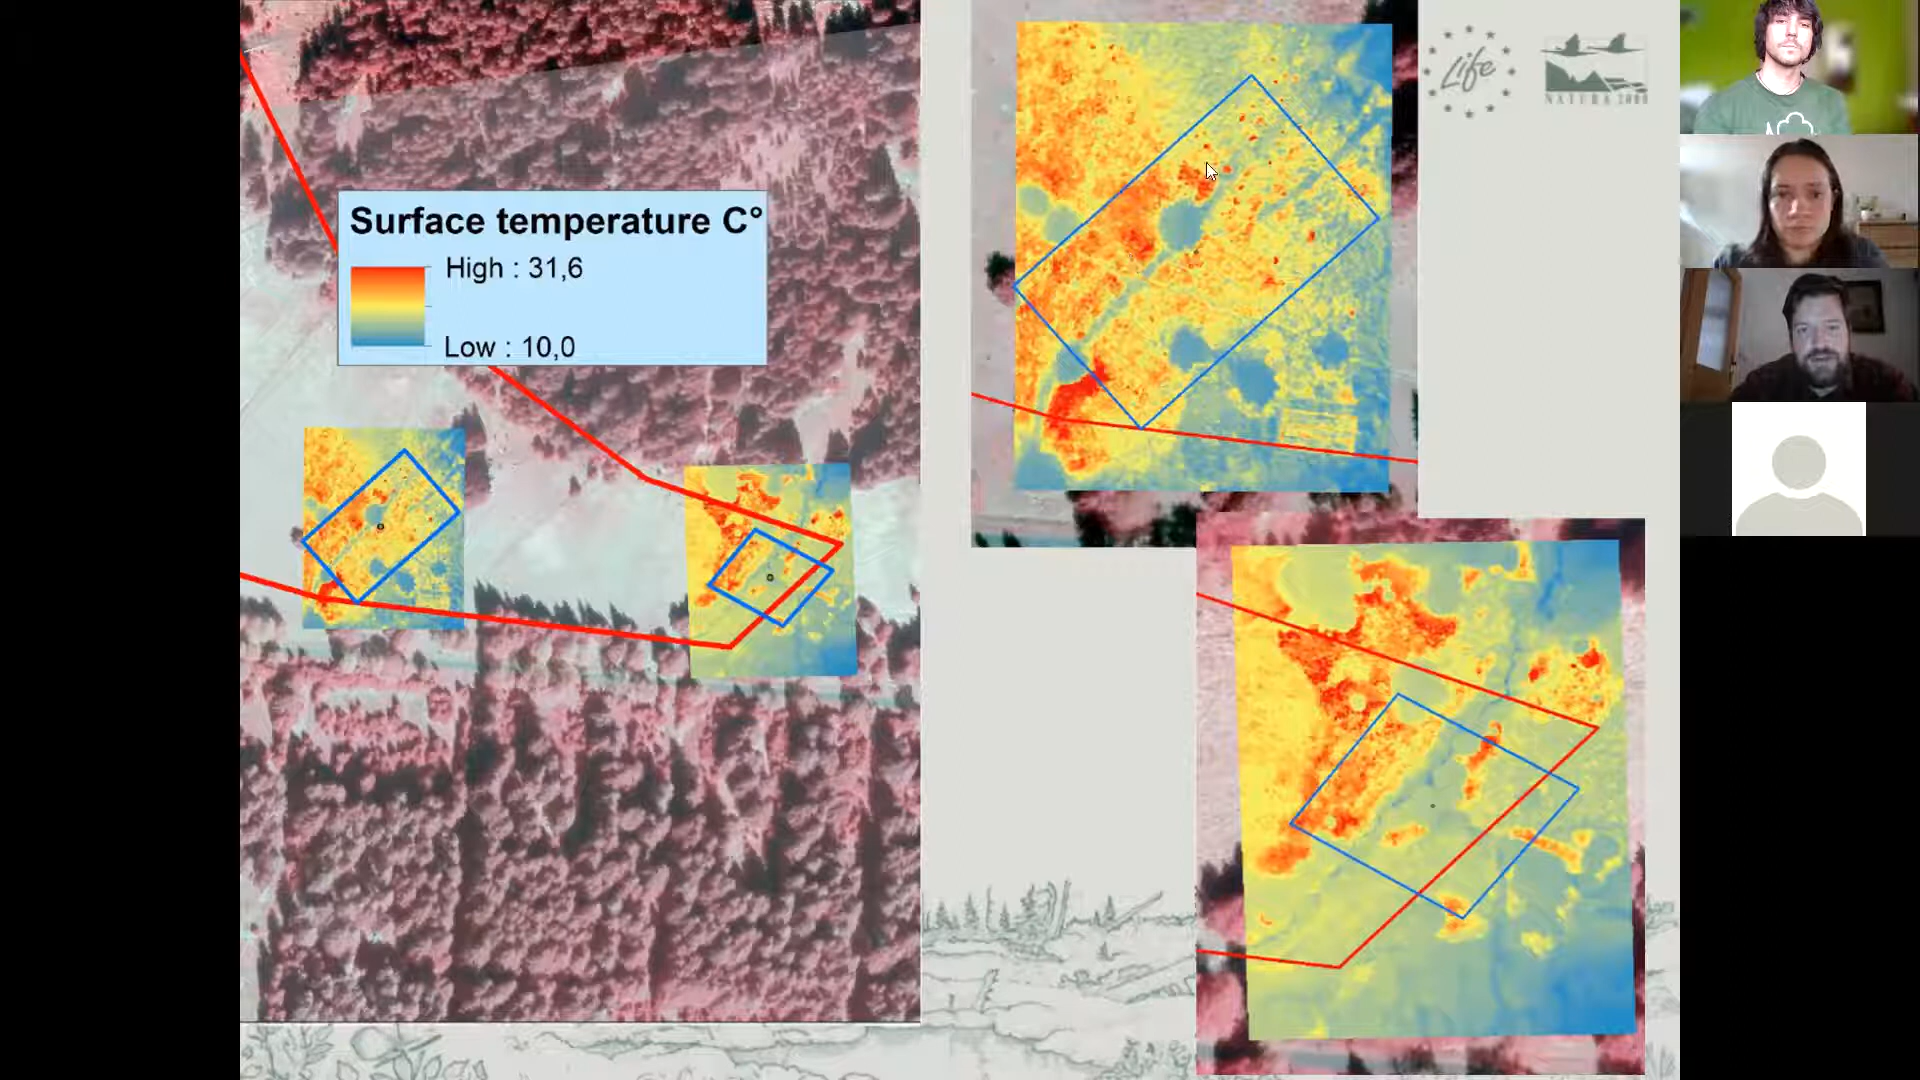 Surface temperature C°
High : 31,6
Low : 10,0
Life
NATURA 2000